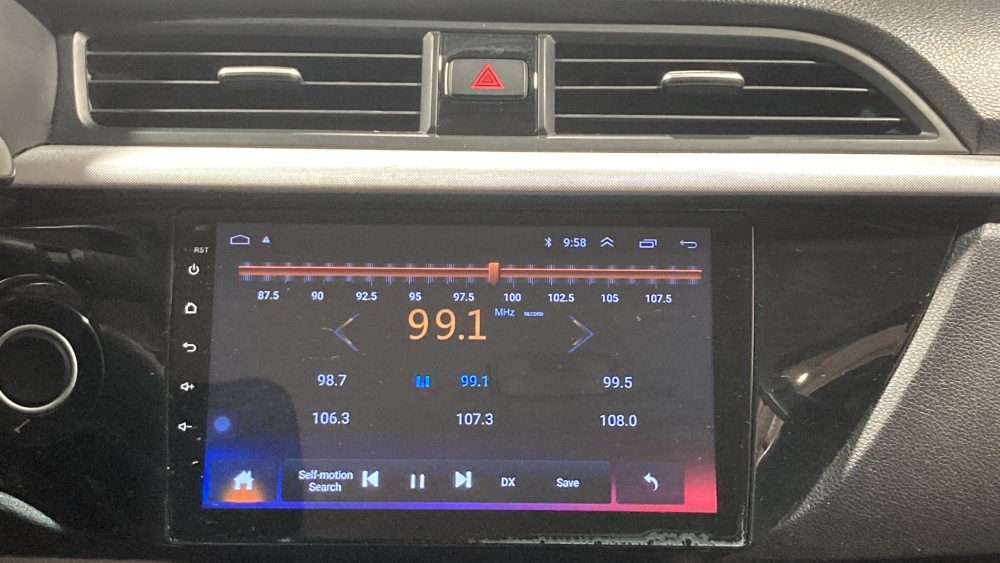 MIC
RST
9:58
87.5 90 92.5 95 97.5 100 102.5 105 107.5
99.1 MHz RECORD
98.7 99.1 99.5
106.3 107.3 108.0
Self-motion
Search
DX Save